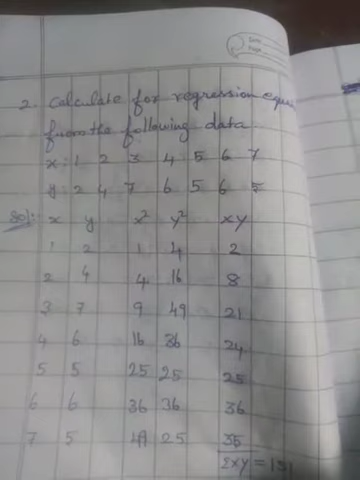 Date
Page
2. Calculate for regression
from the following data.
x: 1 2 3 4 5 6 7
y: 2 4 7 6 5 6 5
Sol:- x y x² y² xy
1 2 1 4 2
2 4 4 16 8
3 7 9 49 21
4 6 16 36 24
5 5 25 25 25
6 6 36 36 36
7 5 49 25 35
Σxy = 151